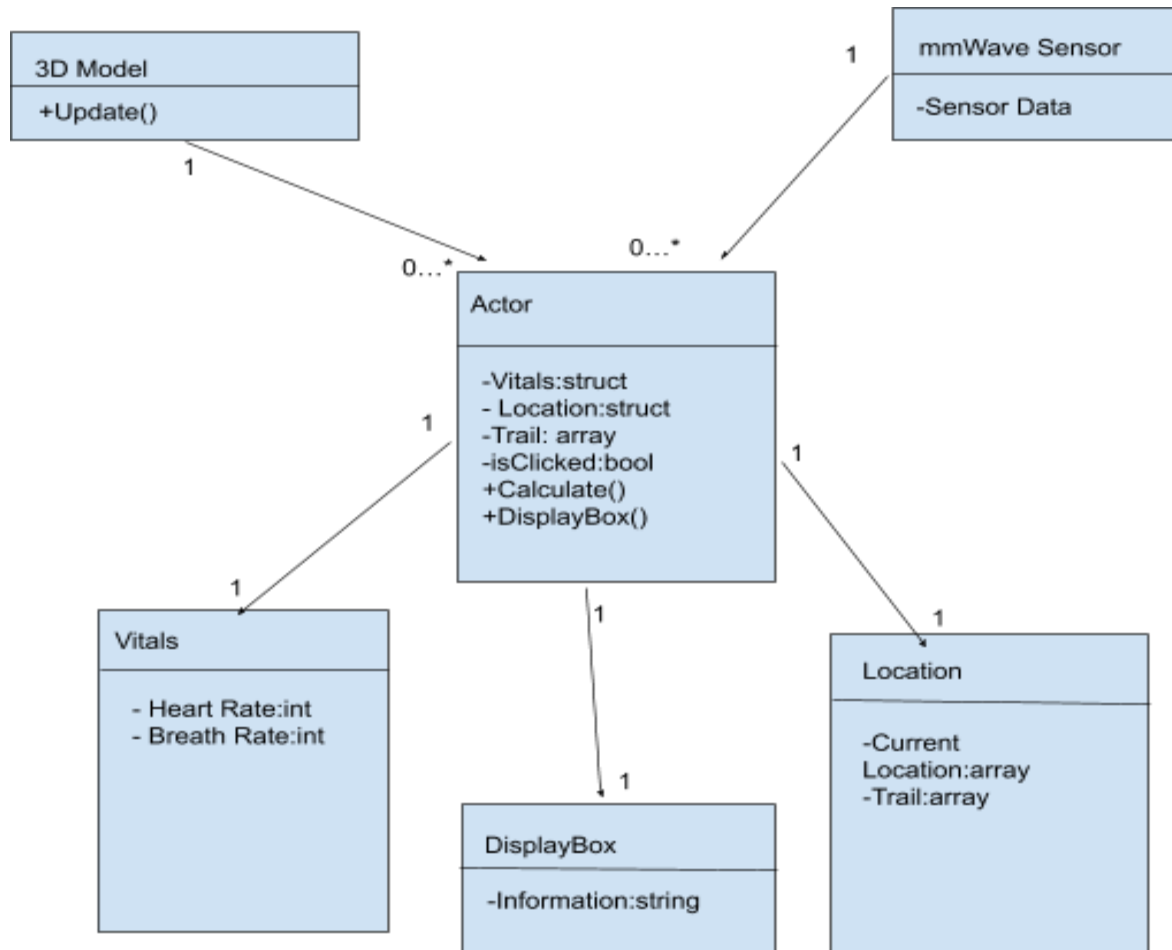 3D Model
+Update()
1
mmWave Sensor
-Sensor Data
1
0...*
0...*
Actor
-Vitals:struct
- Location:struct
-Trail: array
-isClicked:bool
+Calculate()
+DisplayBox()
1
1
1
1
1
1
Vitals
- Heart Rate:int
- Breath Rate:int
DisplayBox
-Information:string
Location
-Current
Location:array
-Trail:array